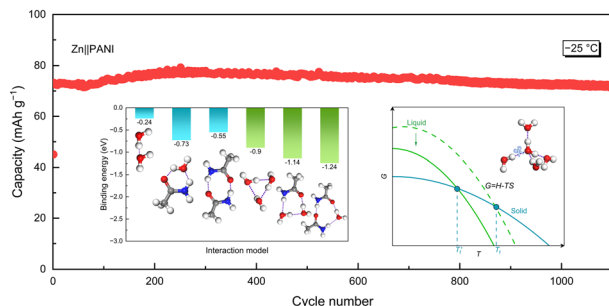 100
80
60
40
20
0
Capacity (mAh g−1)
Zn||PANI
−25 °C
0
200
400
600
800
1000
Cycle number
0.0
−0.5
−1.0
−1.5
−2.0
−2.5
−3.0
Binding energy (eV)
-0.24
-0.73
-0.55
-0.9
-1.14
-1.24
Interaction model
Liquid
G=H-TS
Solid
G
T